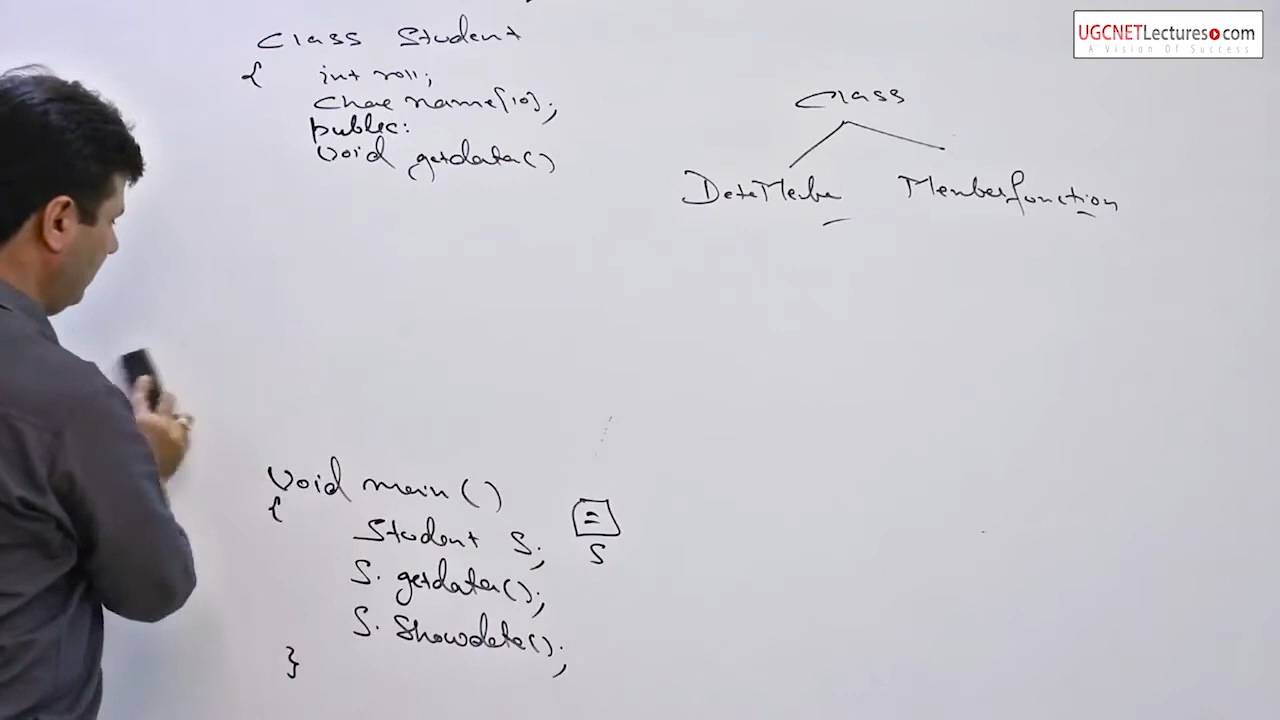 UGCNETLectures.com
A Vision Of Success
Class Student
{ int roll;
char name[10];
public:
void getdata()
Class
DataMembe Memberfunction
void main()
{
Student S;
=
S
S. getdata();
S. Showdata();
}